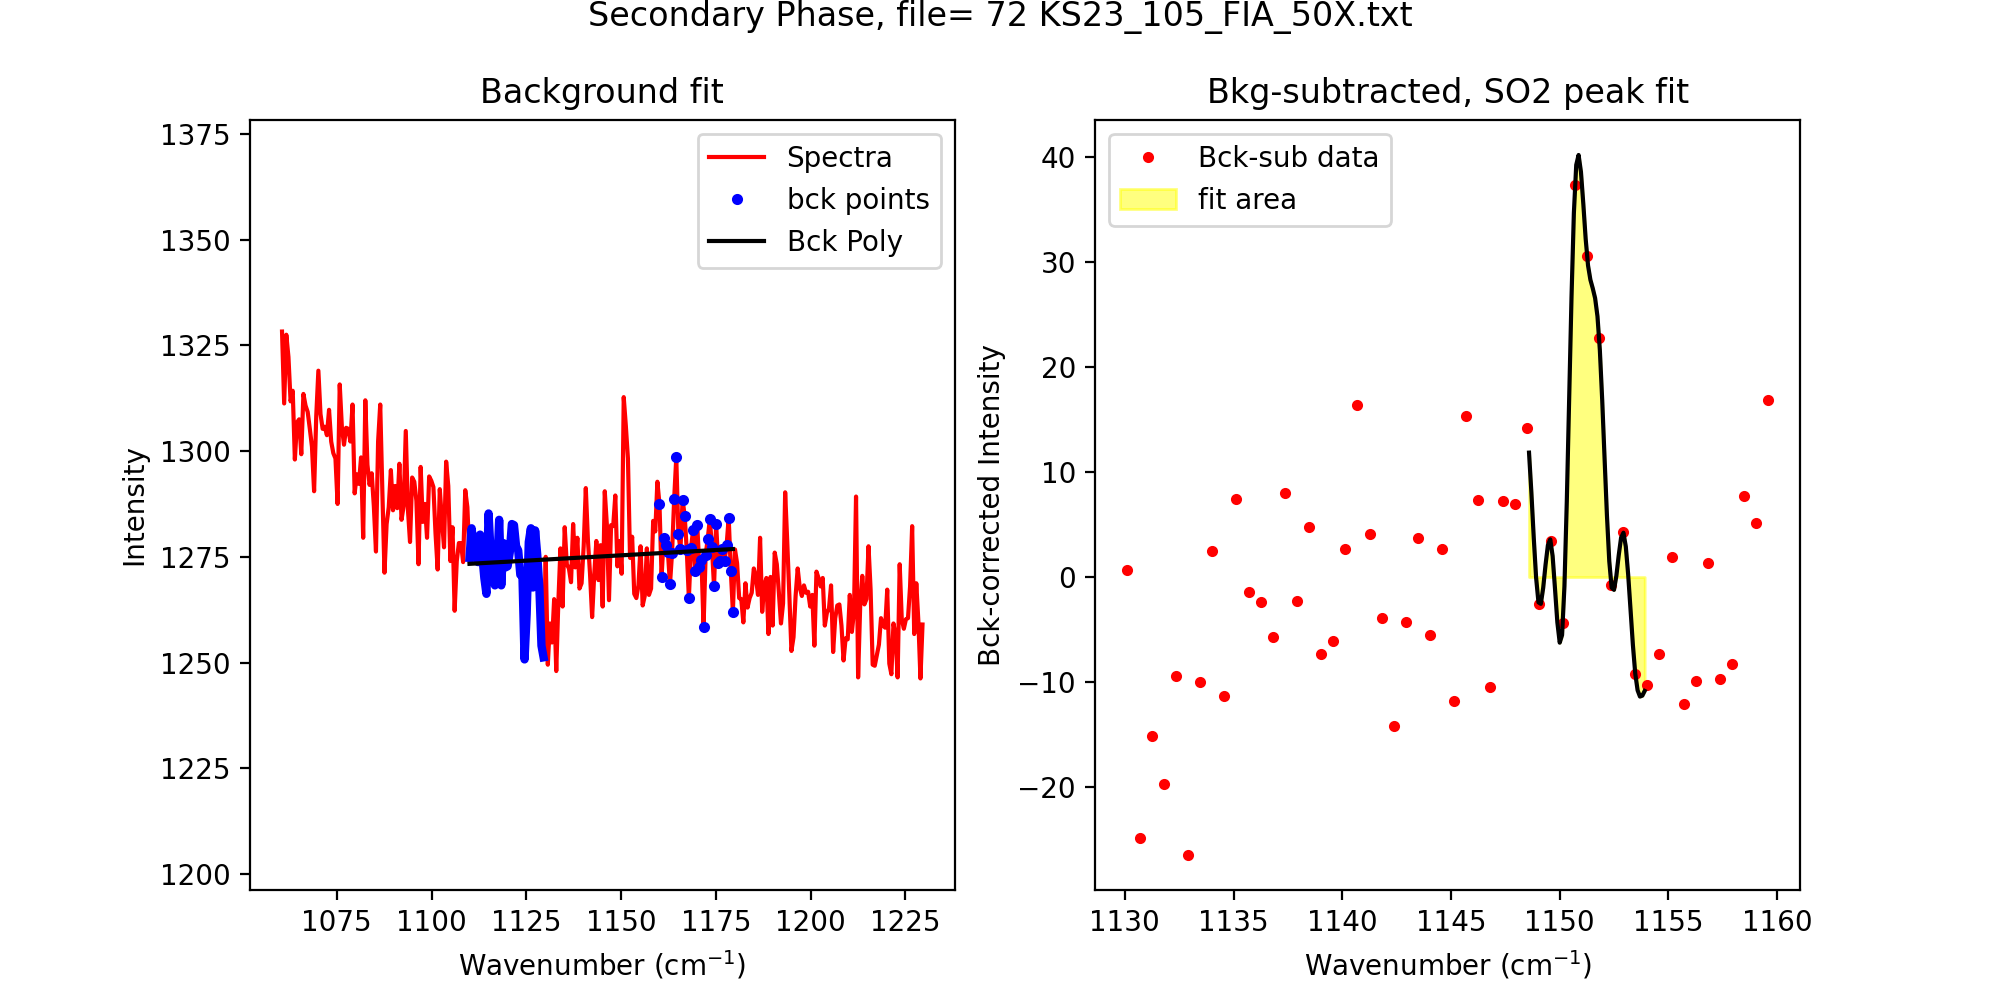 Secondary Phase, file= 72 KS23_105_FIA_50X.txt
Background fit
1375
1350
1325
1300
1275
1250
1225
1200
Intensity
Spectra
bck points
Bck Poly
1075 1100 1125 1150 1175 1200 1225
Wavenumber (cm⁻¹)
Bkg-subtracted, SO2 peak fit
40
30
20
10
0
−10
−20
Bck-corrected Intensity
Bck-sub data
fit area
1130 1135 1140 1145 1150 1155 1160
Wavenumber (cm⁻¹)